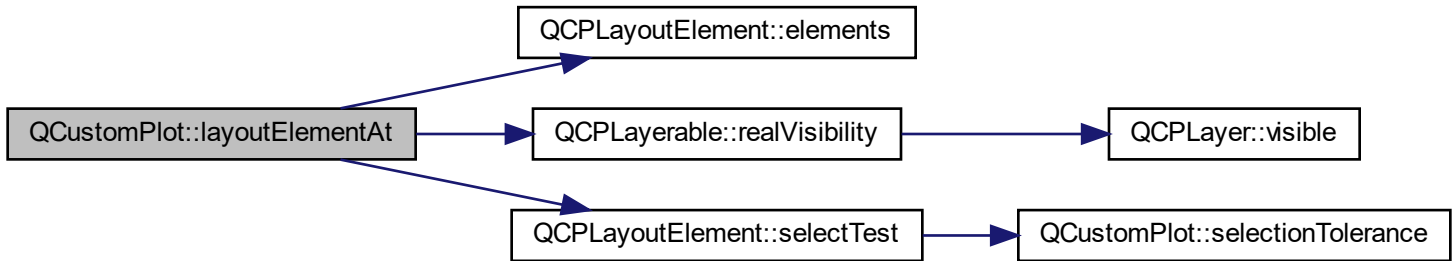 QCPLayoutElement::elements
QCustomPlot::layoutElementAt
QCPLayerable::realVisibility
QCPLayer::visible
QCPLayoutElement::selectTest
QCustomPlot::selectionTolerance